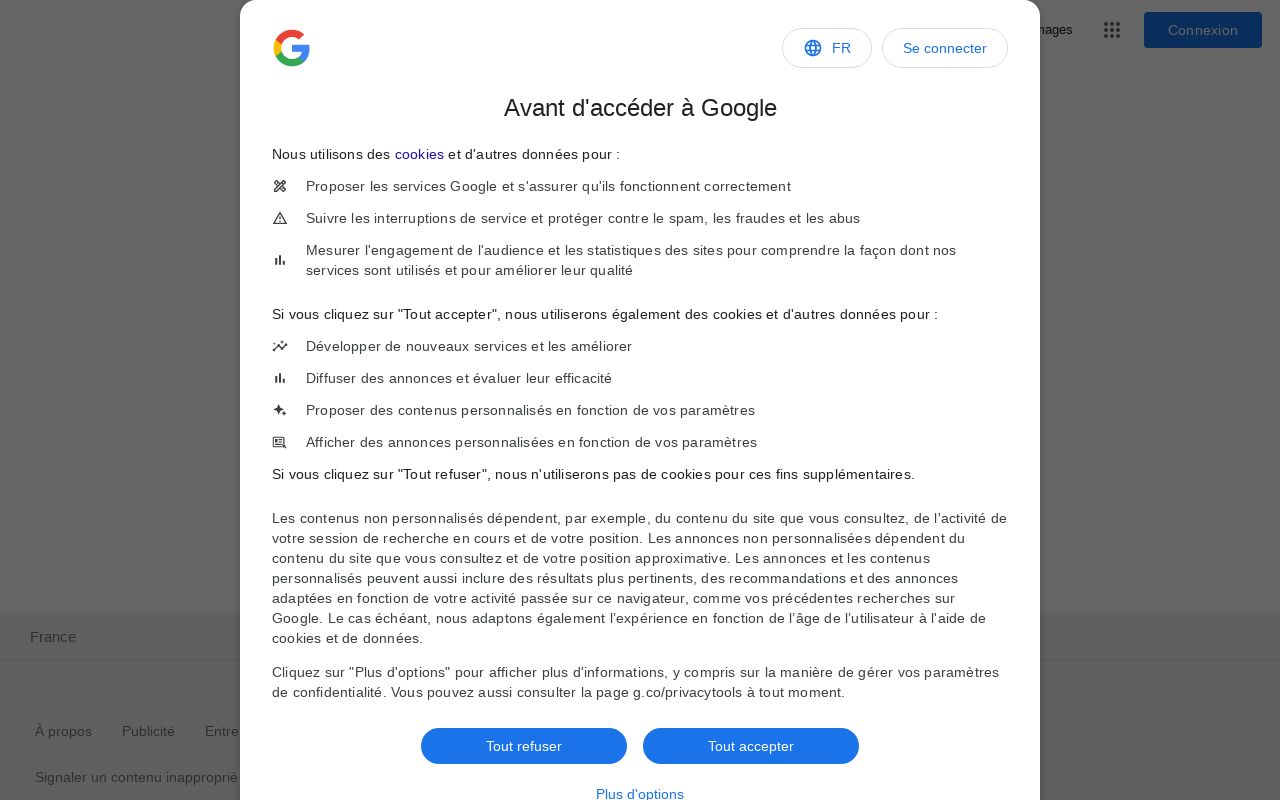 mages
Connexion
FR
Se connecter
Avant d'accéder à Google
Nous utilisons des cookies et d'autres données pour :
Proposer les services Google et s'assurer qu'ils fonctionnent correctement
Suivre les interruptions de service et protéger contre le spam, les fraudes et les abus
Mesurer l'engagement de l'audience et les statistiques des sites pour comprendre la façon dont nos
services sont utilisés et pour améliorer leur qualité
Si vous cliquez sur "Tout accepter", nous utiliserons également des cookies et d'autres données pour :
Développer de nouveaux services et les améliorer
Diffuser des annonces et évaluer leur efficacité
Proposer des contenus personnalisés en fonction de vos paramètres
Afficher des annonces personnalisées en fonction de vos paramètres
Si vous cliquez sur "Tout refuser", nous n'utiliserons pas de cookies pour ces fins supplémentaires.
Les contenus non personnalisés dépendent, par exemple, du contenu du site que vous consultez, de l'activité de
votre session de recherche en cours et de votre position. Les annonces non personnalisées dépendent du
contenu du site que vous consultez et de votre position approximative. Les annonces et les contenus
personnalisés peuvent aussi inclure des résultats plus pertinents, des recommandations et des annonces
adaptées en fonction de votre activité passée sur ce navigateur, comme vos précédentes recherches sur
Google. Le cas échéant, nous adaptons également l’expérience en fonction de l’âge de l’utilisateur à l'aide de
cookies et de données.
Cliquez sur "Plus d'options" pour afficher plus d'informations, y compris sur la manière de gérer vos paramètres
de confidentialité. Vous pouvez aussi consulter la page g.co/privacytools à tout moment.
Tout refuser
Tout accepter
Plus d'options
France
À propos
Publicité
Entre
Signaler un contenu inapproprié